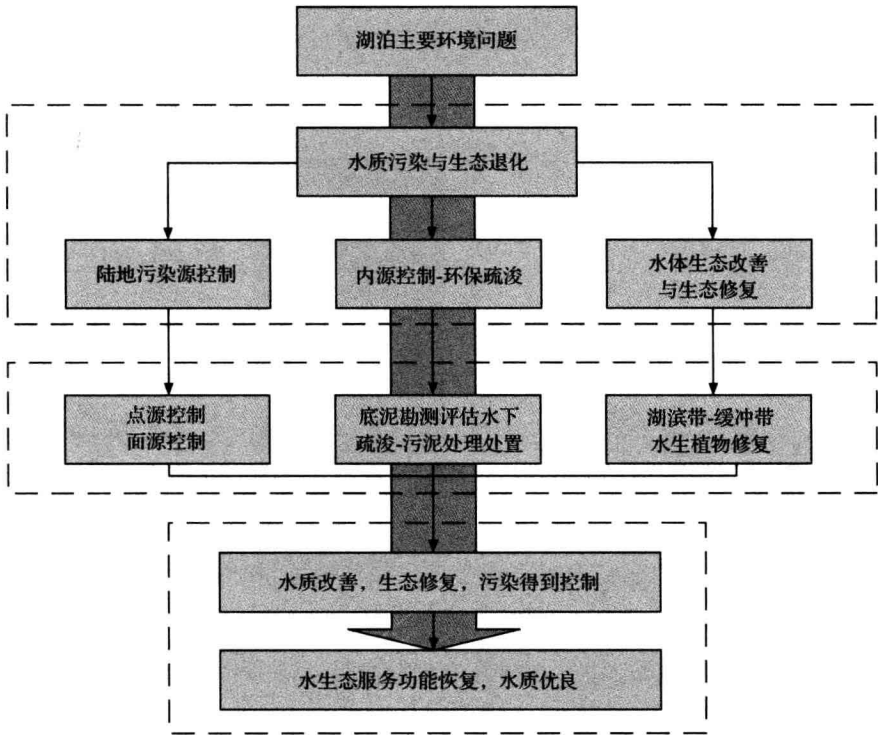 湖泊主要环境问题
水质污染与生态退化
陆地污染源控制
内源控制-环保疏浚
水体生态改善
与生态修复
点源控制
面源控制
底泥勘测评估水下
疏浚-污泥处理处置
湖滨带-缓冲带
水生植物修复
水质改善，生态修复，污染得到控制
水生态服务功能恢复，水质优良